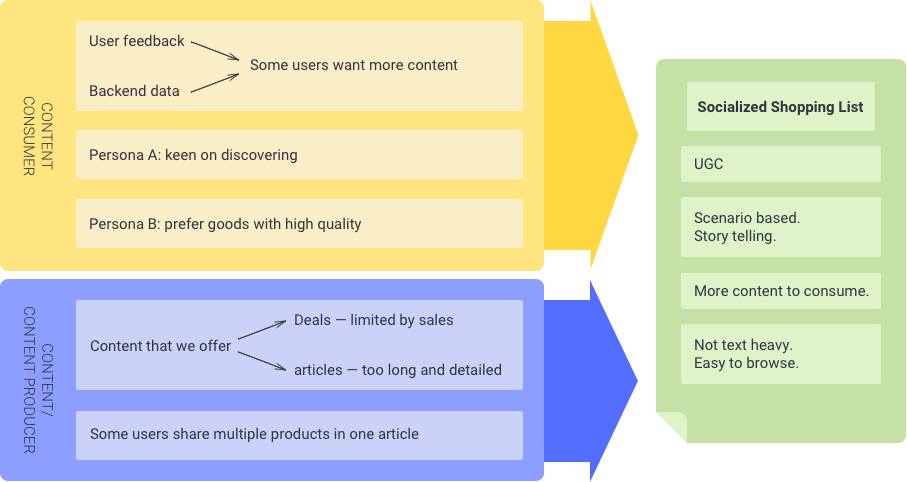 CONTENT
CONSUMER
User feedback
Backend data
Some users want more content
Persona A: keen on discovering
Persona B: prefer goods with high quality
CONTENT/
CONTENT PRODUCER
Content that we offer
Deals — limited by sales
articles — too long and detailed
Some users share multiple products in one article
Socialized Shopping List
UGC
Scenario based.
Story telling.
More content to consume.
Not text heavy.
Easy to browse.